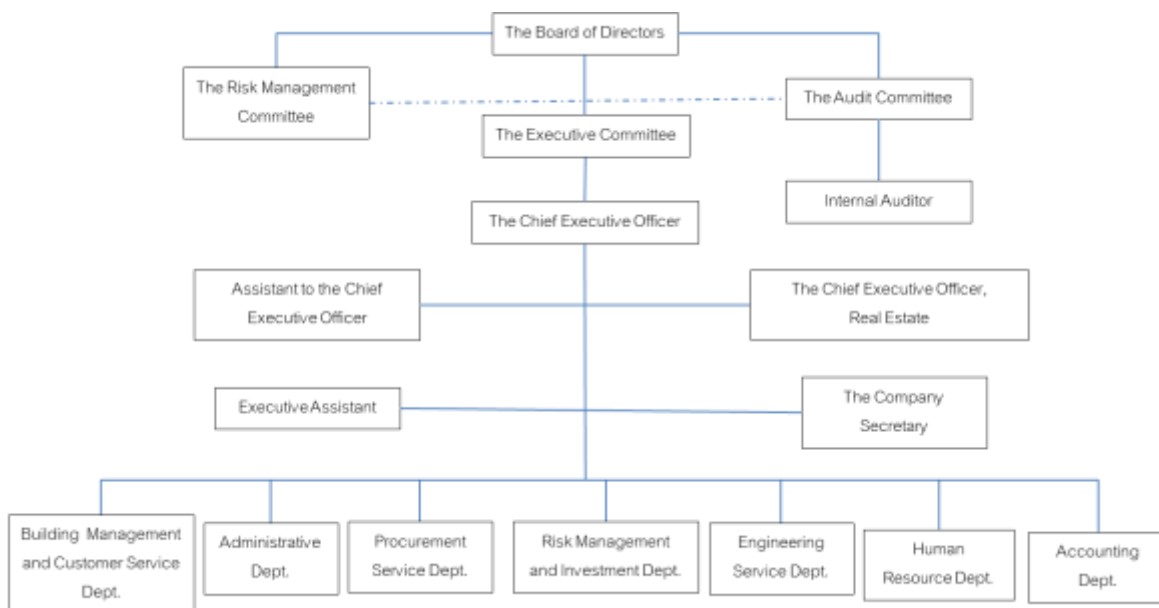 The Board of Directors
The Risk Management
Committee
The Audit Committee
The Executive Committee
Internal Auditor
The Chief Executive Officer
Assistant to the Chief
Executive Officer
The Chief Executive Officer,
Real Estate
Executive Assistant
The Company
Secretary
Building Management
and Customer Service
Dept.
Administrative
Dept.
Procurement
Service Dept.
Risk Management
and Investment Dept.
Engineering
Service Dept.
Human
Resource Dept.
Accounting
Dept.